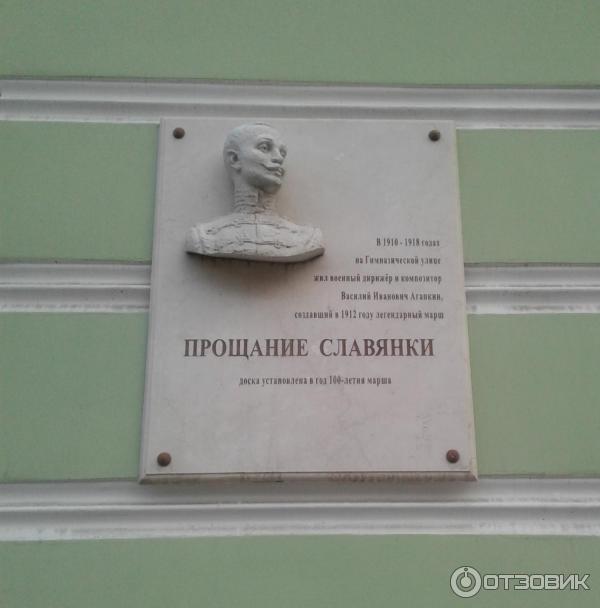 В 1910 - 1918 годах
на Гимназической улице
жил военный дирижёр и композитор
Василий Иванович Агапкин,
создавший в 1912 году легендарный марш
ПРОЩАНИЕ СЛАВЯНКИ
доска установлена в год 100-летия марша
ОТЗОВИК